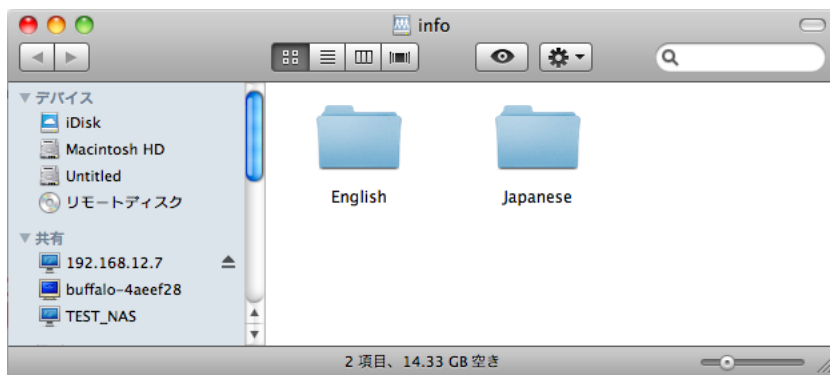 info
デバイス
iDisk
Macintosh HD
Untitled
リモートディスク
共有
192.168.12.7
buffalo-4aeef28
TEST_NAS
English
Japanese
2 項目、14.33 GB 空き